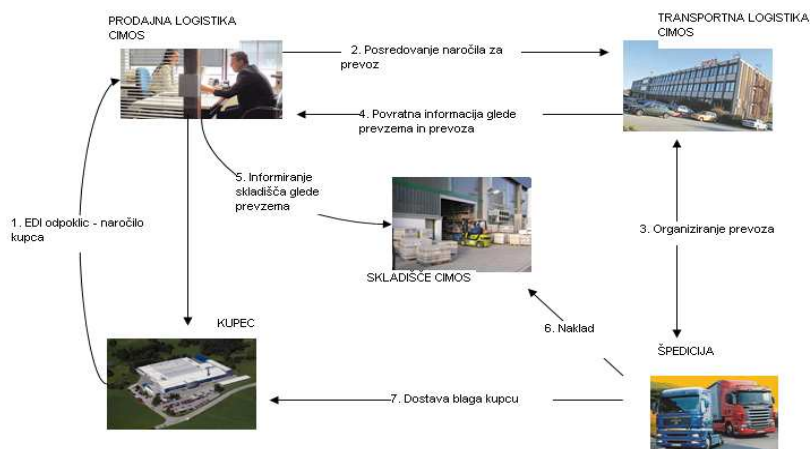 PRODAJNA LOGISTIKA
CIMOS
TRANSPORTNA LOGISTIKA
CIMOS
2. Posredovanje naročila za
prevoz
4. Povratna informacija glede
prevzema in prevoza
5. Informiranje
skladišča glede
prevzema
1. EDI odpoklic - naročilo
kupca
3. Organiziranje prevoza
SKLADIŠČE CIMOS
KUPEC
6. Naklad
ŠPEDICIJA
7. Dostava blaga kupcu